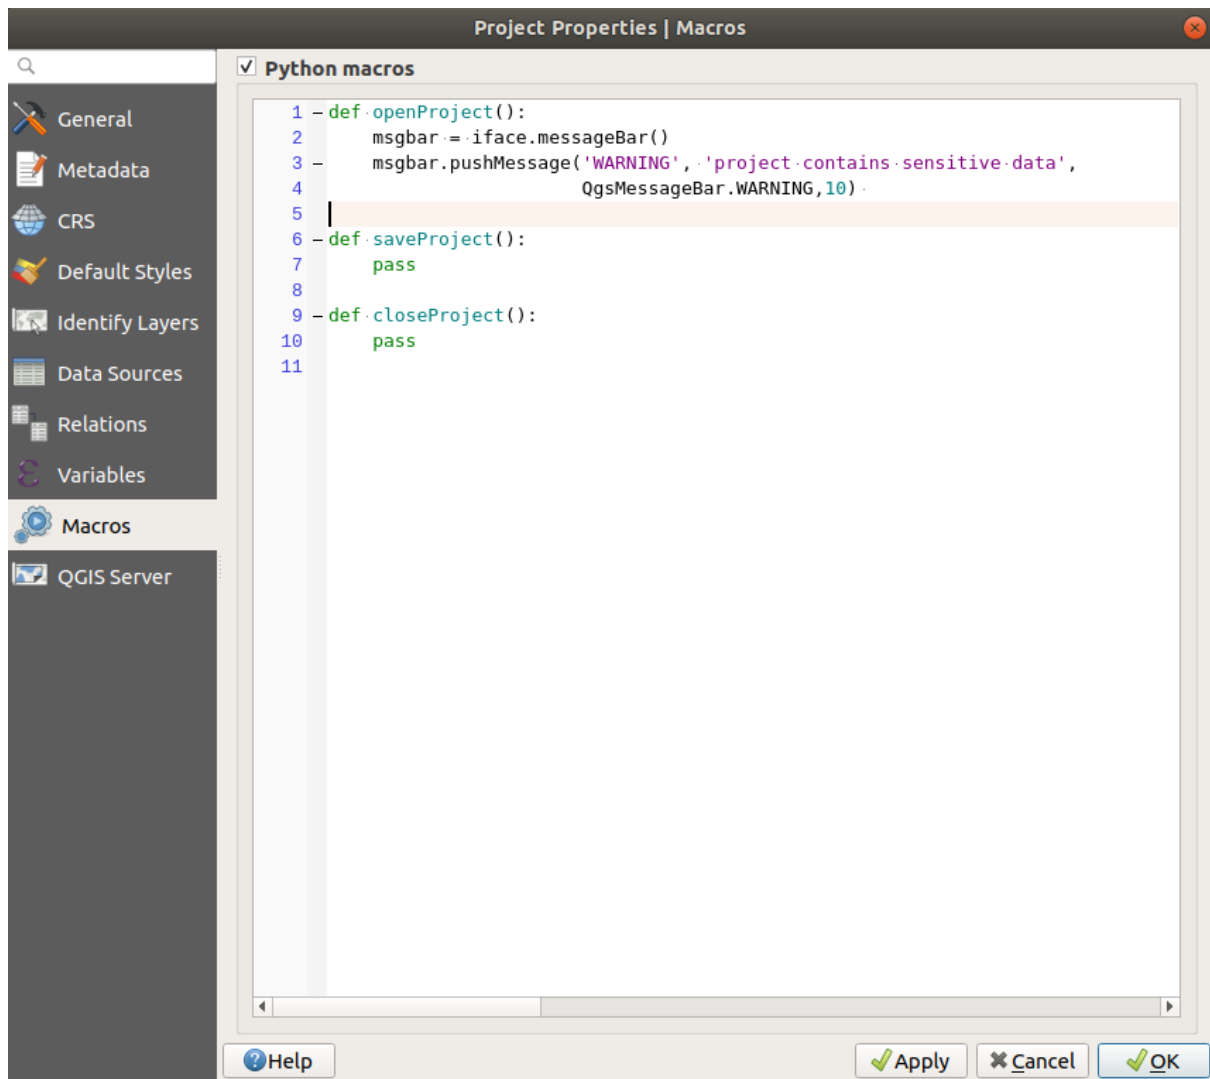 Project Properties | Macros
Python macros
General
Metadata
CRS
Default Styles
Identify Layers
Data Sources
Relations
Variables
Macros
QGIS Server
1 def openProject():
2     msgbar = iface.messageBar()
3     msgbar.pushMessage('WARNING', 'project contains sensitive data',
4                        QgsMessageBar.WARNING,10)
5
6 def saveProject():
7     pass
8
9 def closeProject():
10     pass
11
Help
Apply
Cancel
OK